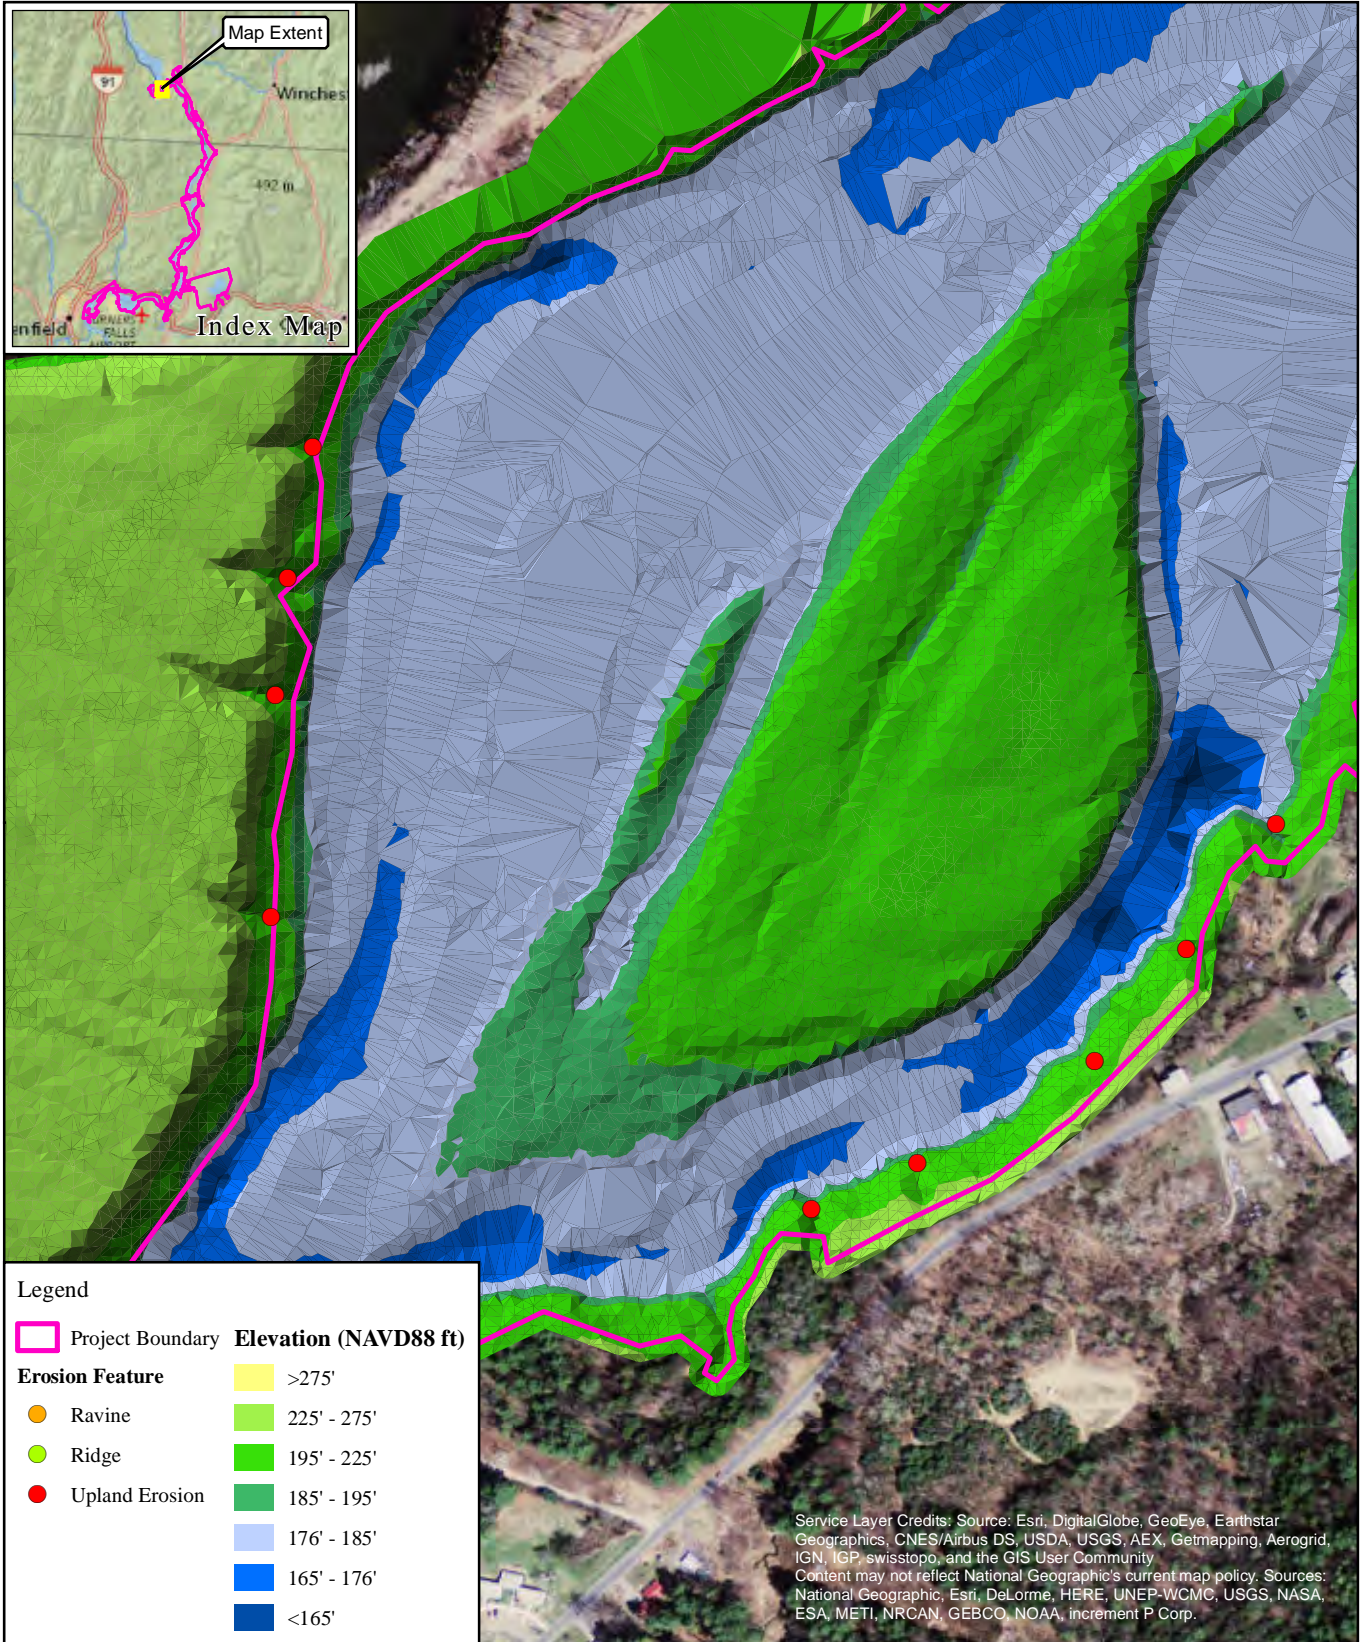 Map Extent
91
Winches
492 m
enfield
FALLS
Index Map
Legend
Project Boundary
Erosion Feature
Ravine
Ridge
Upland Erosion
Elevation (NAVD88 ft)
>275'
225' - 275'
195' - 225'
185' - 195'
176' - 185'
165' - 176'
<165'
Service Layer Credits: Source: Esri, DigitalGlobe, GeoEye, Earthstar
Geographics, CNES/Airbus DS, USDA, USGS, AEX, Getmapping, Aerogrid,
IGN, IGP, swisstopo, and the GIS User Community
Content may not reflect National Geographic's current map policy. Sources:
National Geographic, Esri, DeLorme, HERE, UNEP-WCMC, USGS, NASA,
ESA, METI, NRCAN, GEBCO, NOAA, increment P Corp.